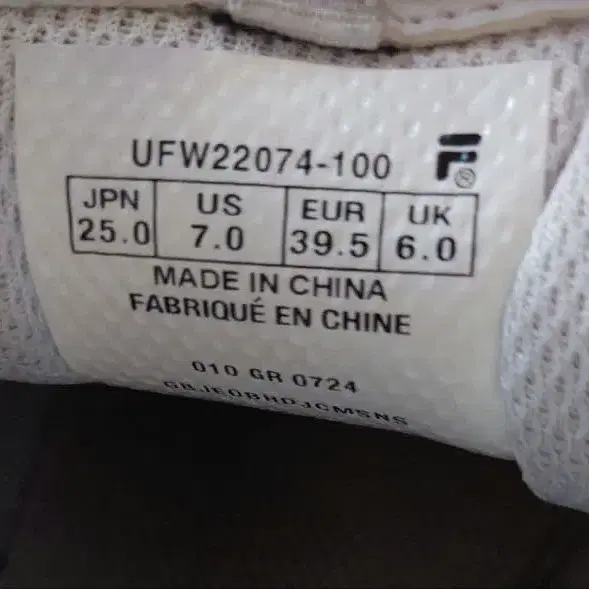 UFW22074-100
JPN US EUR UK
25.0 7.0 39.5 6.0
MADE IN CHINA
FABRIQUÉ EN CHINE
010 GR 0724